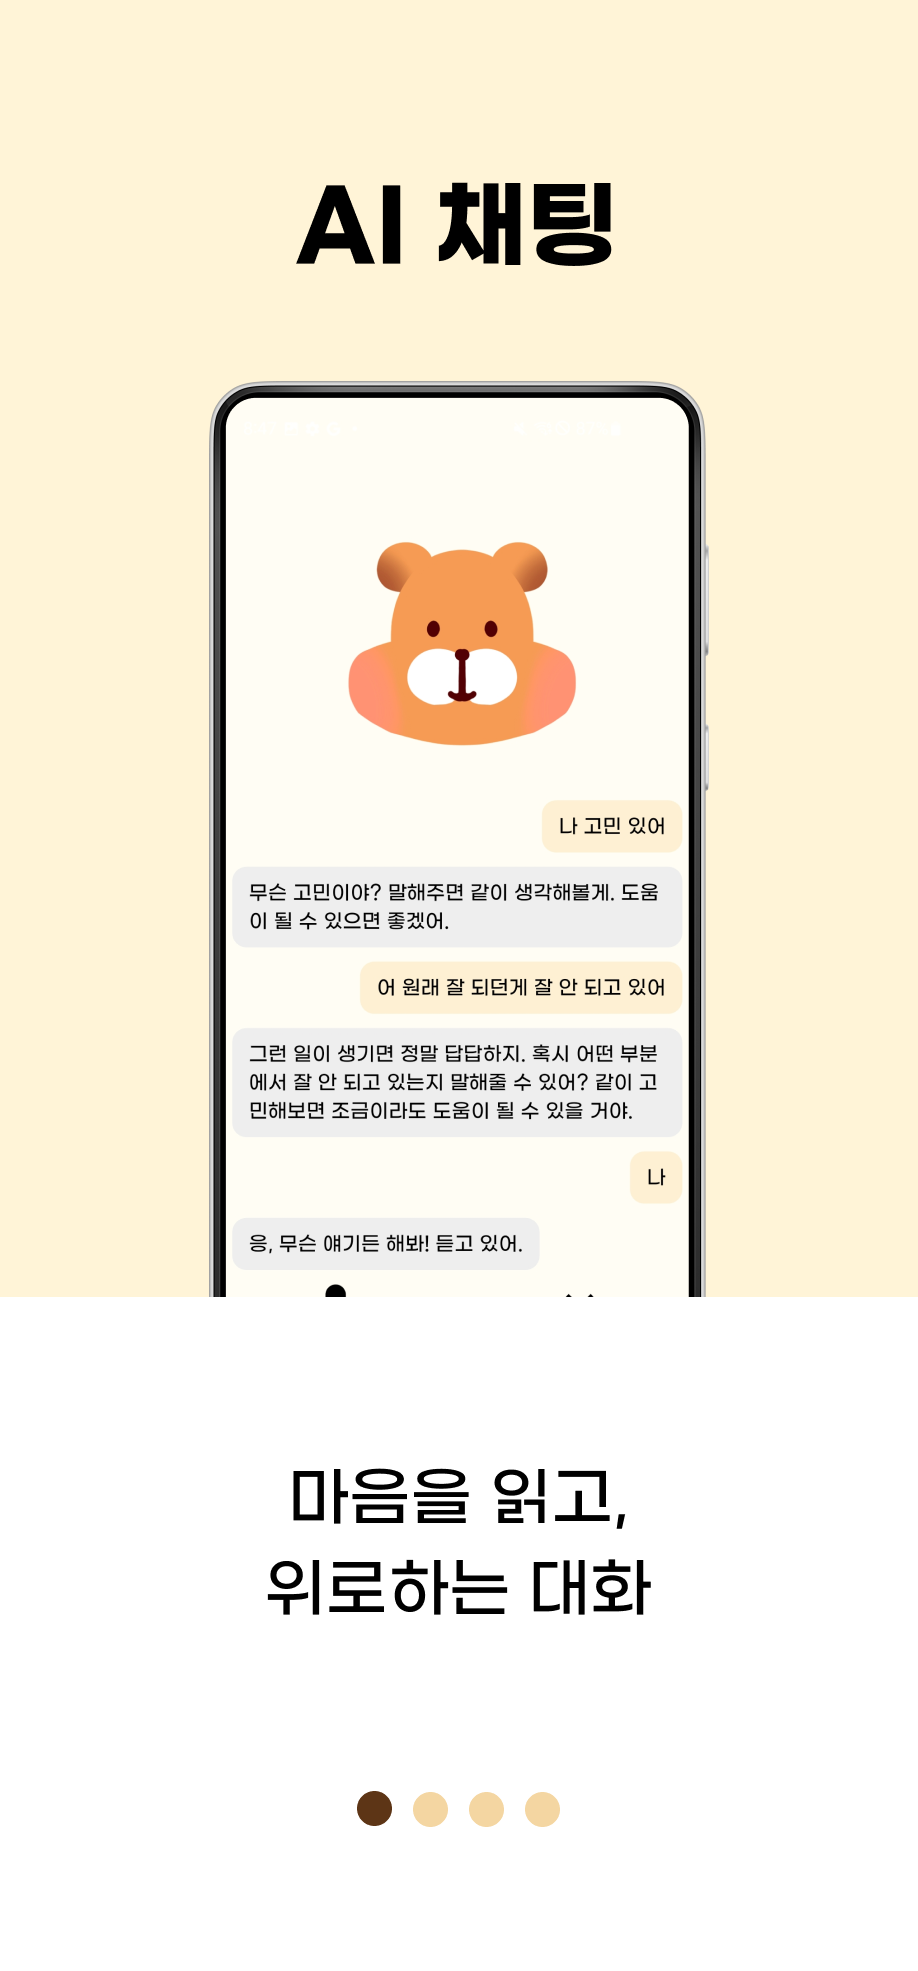 AI 채팅
나 고민 있어
무슨 고민이야? 말해주면 같이 생각해볼게. 도움
이 될 수 있으면 좋겠어.
어 원래 잘 되던게 잘 안 되고 있어
그런 일이 생기면 정말 답답하지. 혹시 어떤 부분
에서 잘 안 되고 있는지 말해줄 수 있어? 같이 고
민해보면 조금이라도 도움이 될 수 있을 거야.
나
응, 무슨 얘기든 해봐! 듣고 있어.
마음을 읽고,
위로하는 대화